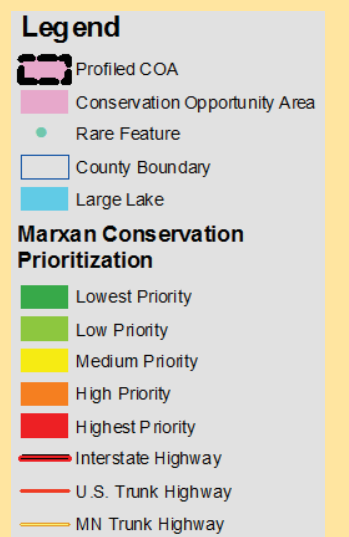 Legend
Profiled COA
Conservation Opportunity Area
Rare Feature
County Boundary
Large Lake
Marxan Conservation
Prioritization
Lowest Priority
Low Priority
Medium Priority
High Priority
Highest Priority
Interstate Highway
U.S. Trunk Highway
MN Trunk Highway